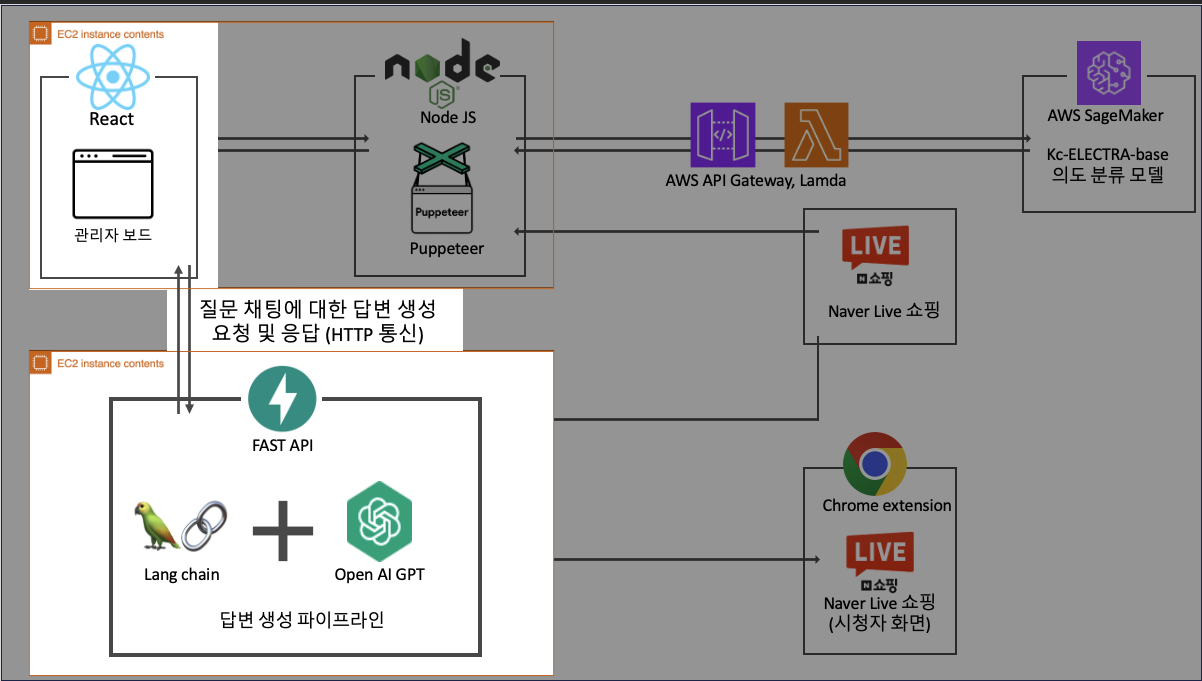 EC2 instance contents
React
관리자 보드
node
JS
Node JS
Puppeteer
Puppeteer
AWS API Gateway, Lamda
AWS SageMaker
Kc-ELECTRA-base
의도 분류 모델
LIVE
N쇼핑
Naver Live 쇼핑
질문 채팅에 대한 답변 생성
요청 및 응답 (HTTP 통신)
EC2 instance contents
FAST API
Lang chain
Open AI GPT
답변 생성 파이프라인
Chrome extension
LIVE
N쇼핑
Naver Live 쇼핑
(시청자 화면)